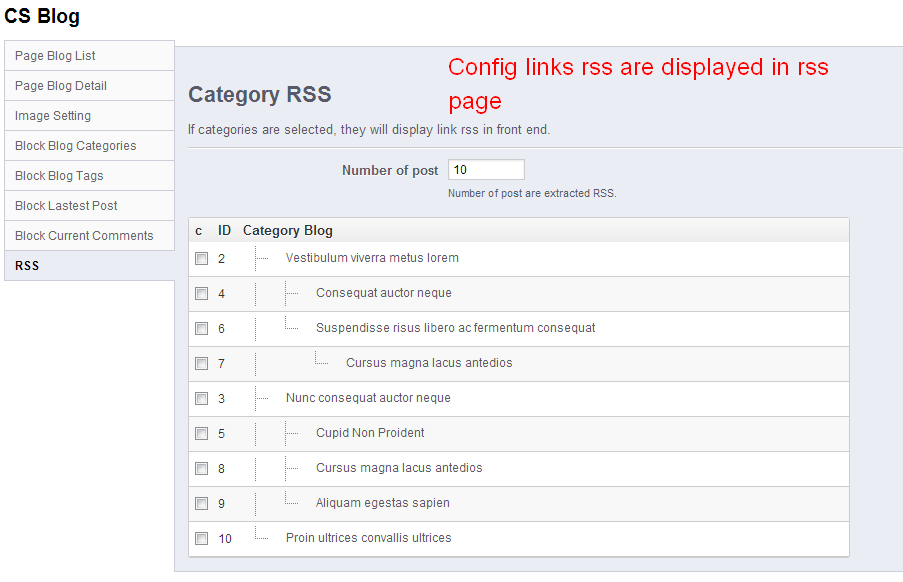 CS Blog
Page Blog List
Page Blog Detail
Image Setting
Block Blog Categories
Block Blog Tags
Block Lastest Post
Block Current Comments
RSS
Config links rss are displayed in rss
page
Category RSS
If categories are selected, they will display link rss in front end.
Number of post 10
Number of post are extracted RSS.
c ID Category Blog
2 Vestibulum viverra metus lorem
4 Consequat auctor neque
6 Suspendisse risus libero ac fermentum consequat
7 Cursus magna lacus antedios
3 Nunc consequat auctor neque
5 Cupid Non Proident
8 Cursus magna lacus antedios
9 Aliquam egestas sapien
10 Proin ultrices convallis ultrices